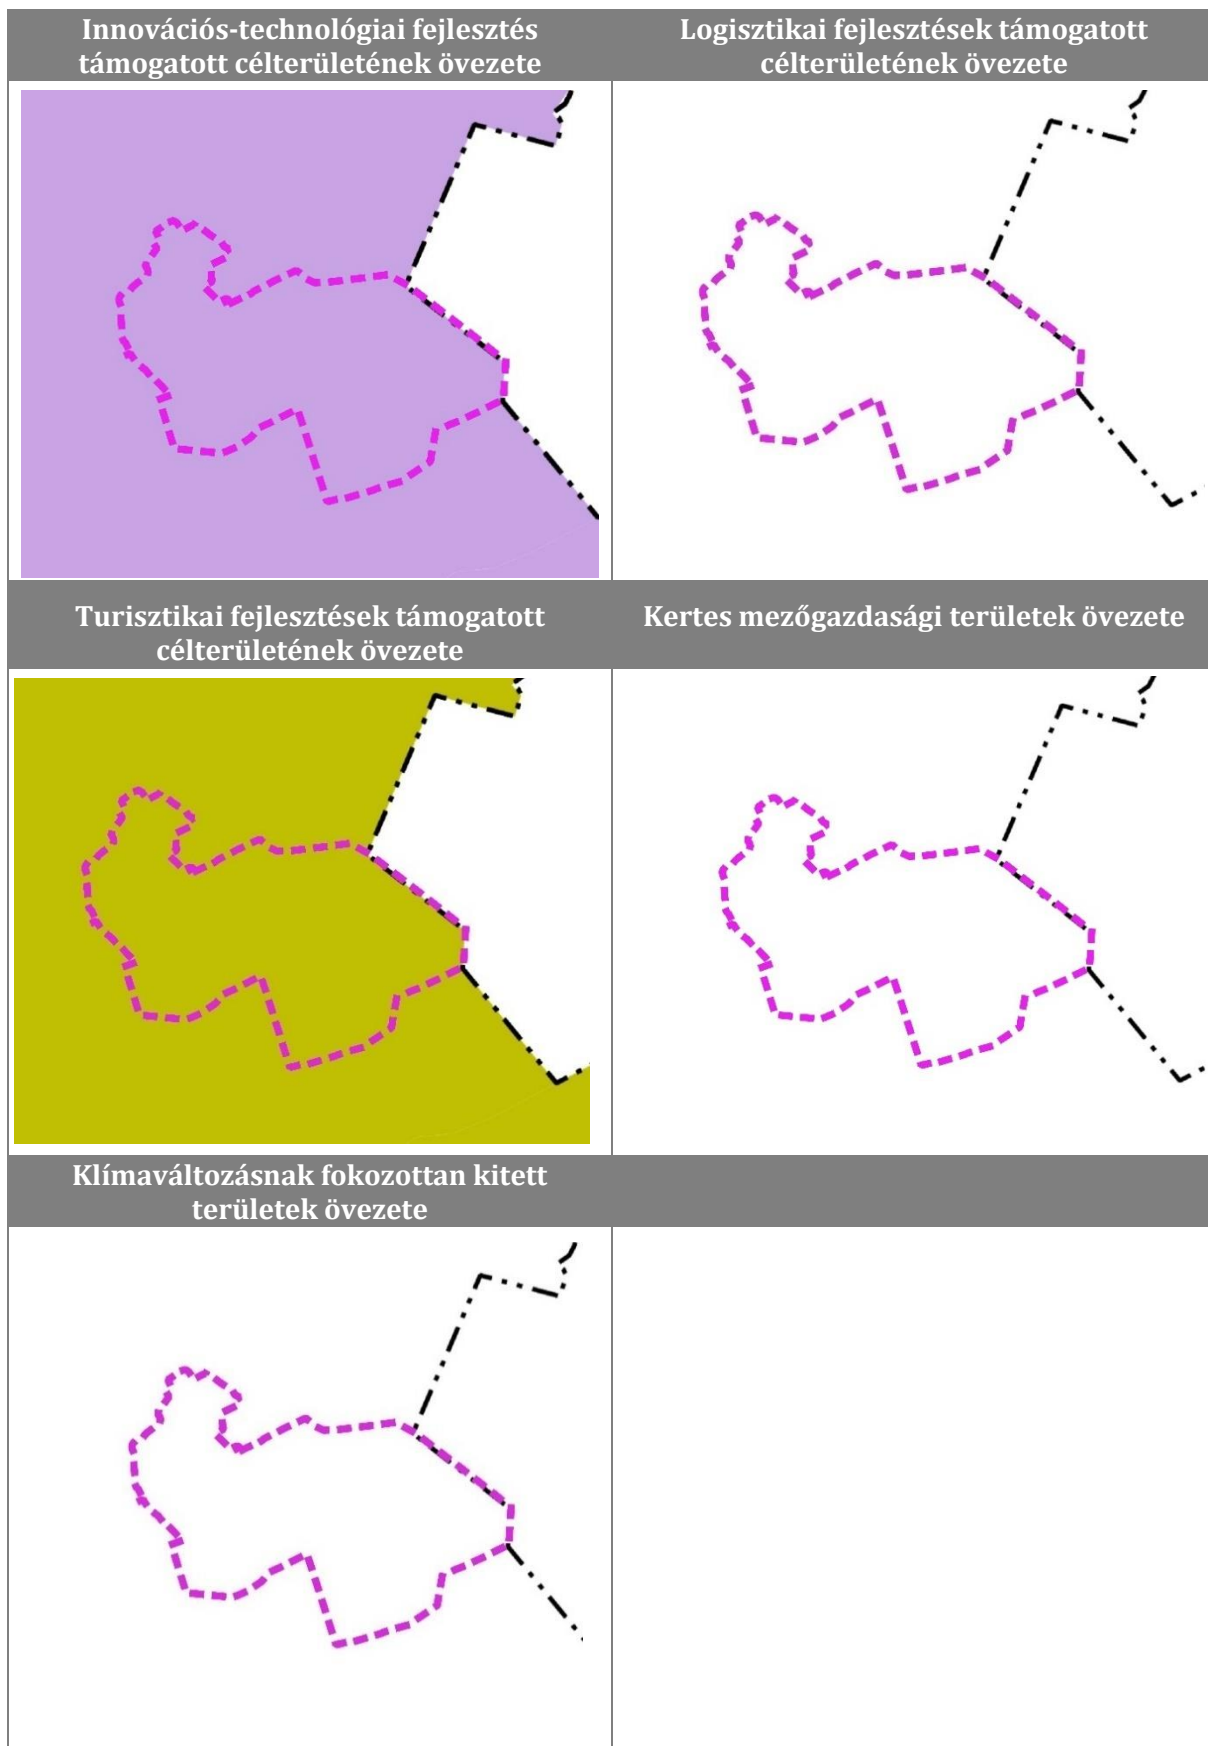 Innovációs-technológiai fejlesztés
támogatott célterületének övezete
Logisztikai fejlesztések támogatott
célterületének övezete
Turisztikai fejlesztések támogatott
célterületének övezete
Kertes mezőgazdasági területek övezete
Klímaváltozásnak fokozottan kitett
területek övezete